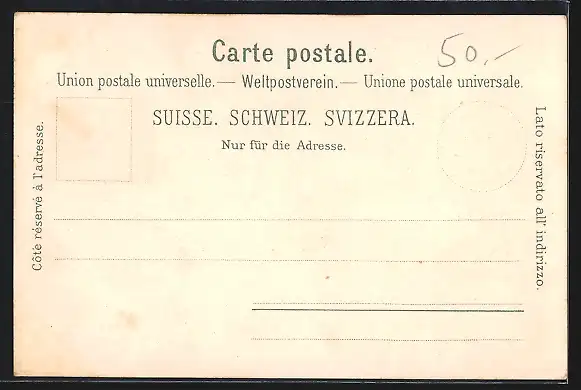 Carte postale.
50.-
Union postale universelle. — Weltpostverein. — Unione postale universale.
SUISSE. SCHWEIZ. SVIZZERA.
Nur für die Adresse.
Côté réservé à l'adresse.
Lato riservato all' indirizzo.